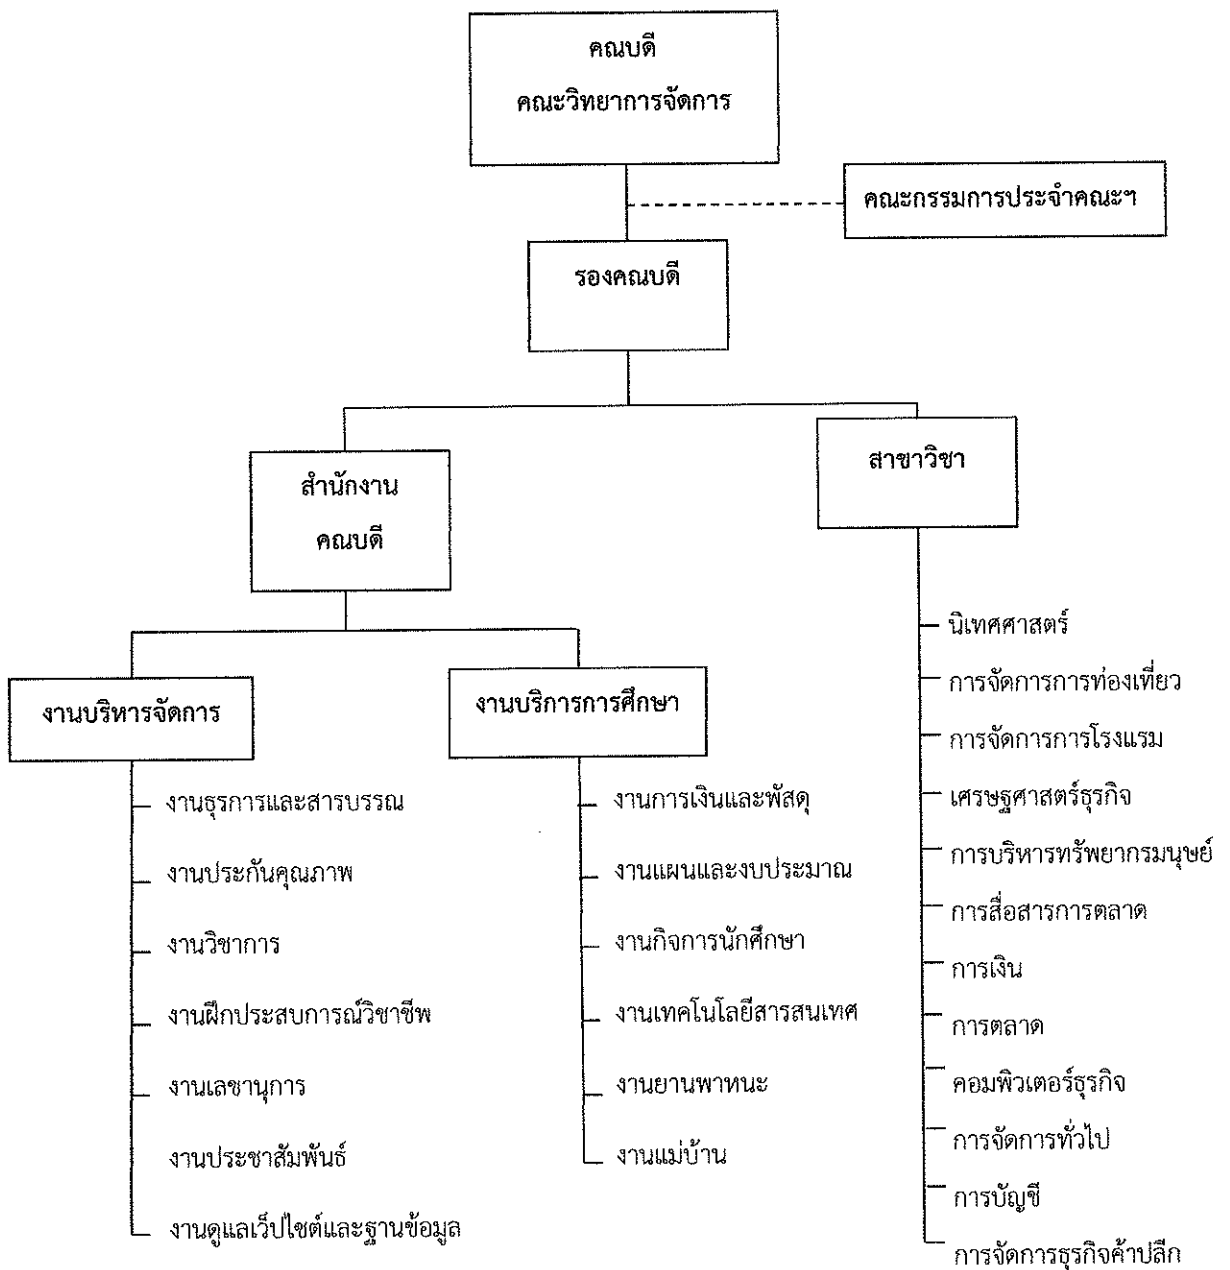 คณบดี
คณะวิทยาการจัดการ
คณะกรรมการประจำคณะฯ
รองคณบดี
สำนักงาน
คณบดี
สาขาวิชา
งานบริหารจัดการ
งานธุรการและสารบรรณ
งานประกันคุณภาพ
งานวิชาการ
งานฝึกประสบการณ์วิชาชีพ
งานเลขานุการ
งานประชาสัมพันธ์
งานดูแลเว็ปไซต์และฐานข้อมูล
งานบริการการศึกษา
งานการเงินและพัสดุ
งานแผนและงบประมาณ
งานกิจการนักศึกษา
งานเทคโนโลยีสารสนเทศ
งานยานพาหนะ
งานแม่บ้าน
นิเทศศาสตร์
การจัดการการท่องเที่ยว
การจัดการการโรงแรม
เศรษฐศาสตร์ธุรกิจ
การบริหารทรัพยากรมนุษย์
การสื่อสารการตลาด
การเงิน
การตลาด
คอมพิวเตอร์ธุรกิจ
การจัดการทั่วไป
การบัญชี
การจัดการธุรกิจค้าปลีก